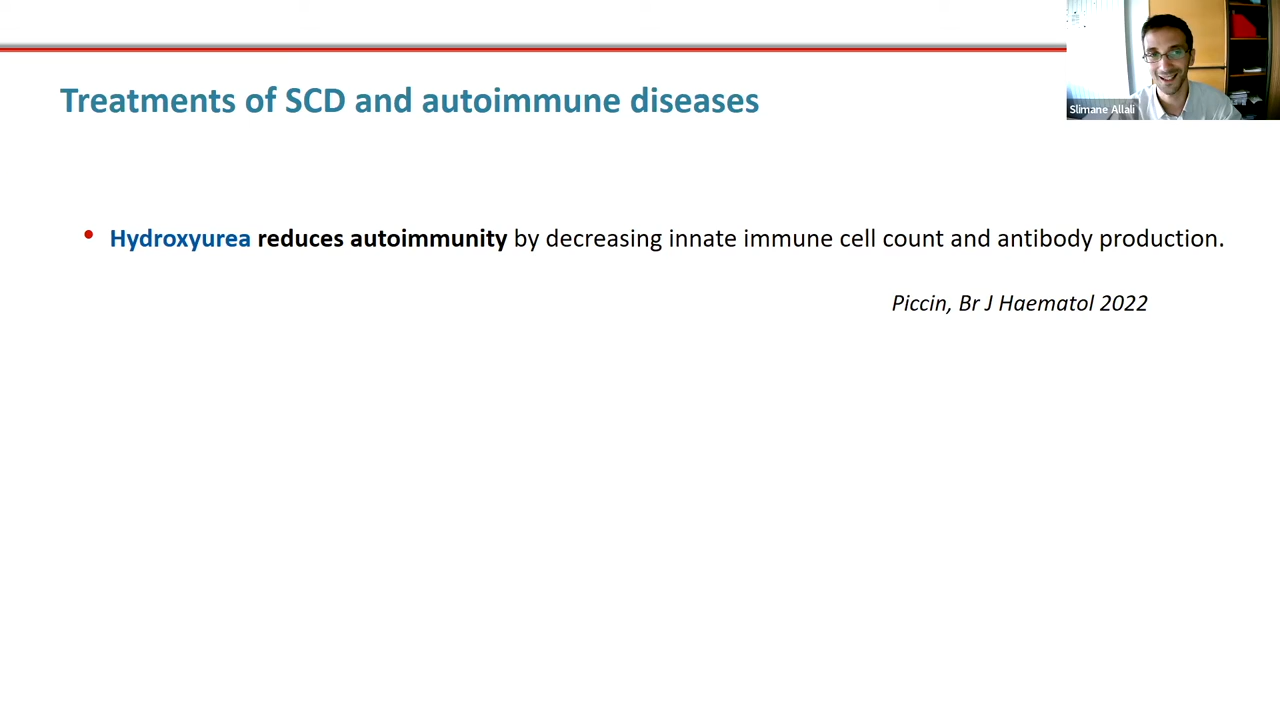 Treatments of SCD and autoimmune diseases
Slimane Allali
• Hydroxyurea reduces autoimmunity by decreasing innate immune cell count and antibody production.
Piccin, Br J Haematol 2022